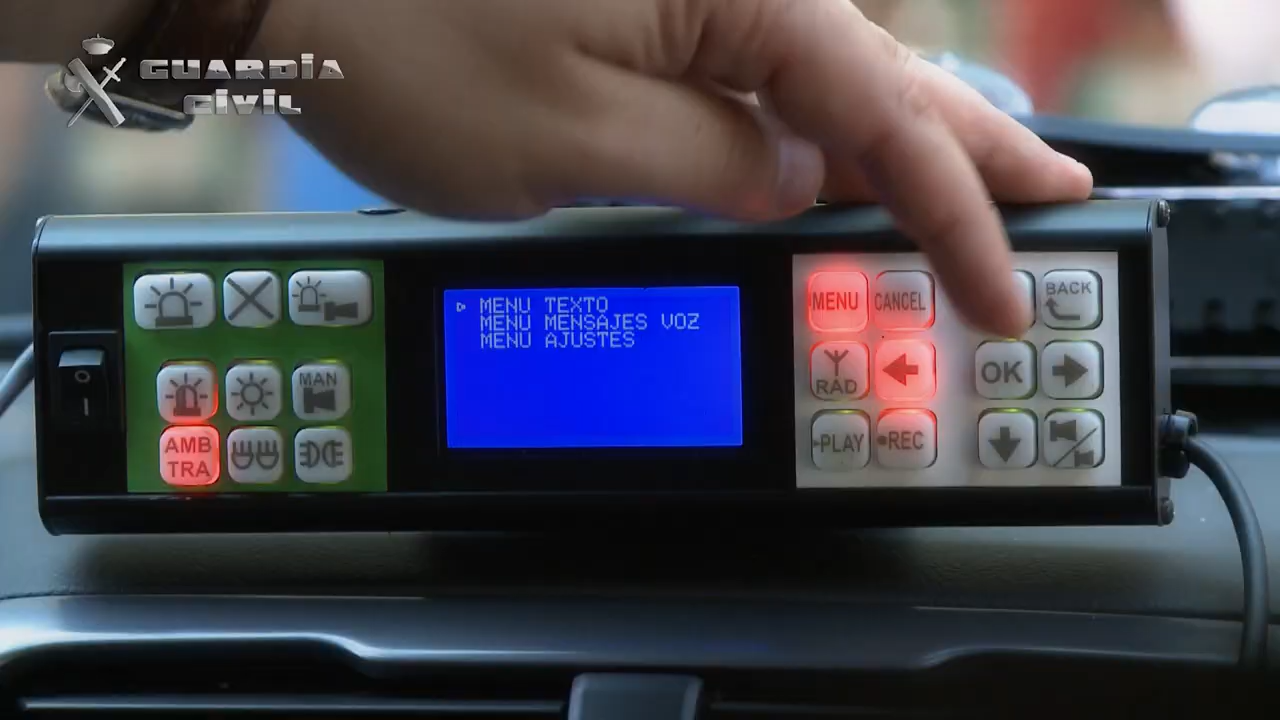 GUARDIA
CIVIL
MENU TEXTO
MENU MENSAJES VOZ
MENU AJUSTES
MAN
AMB
TRA
MENU
CANCEL
BACK
RAD
OK
PLAY
REC